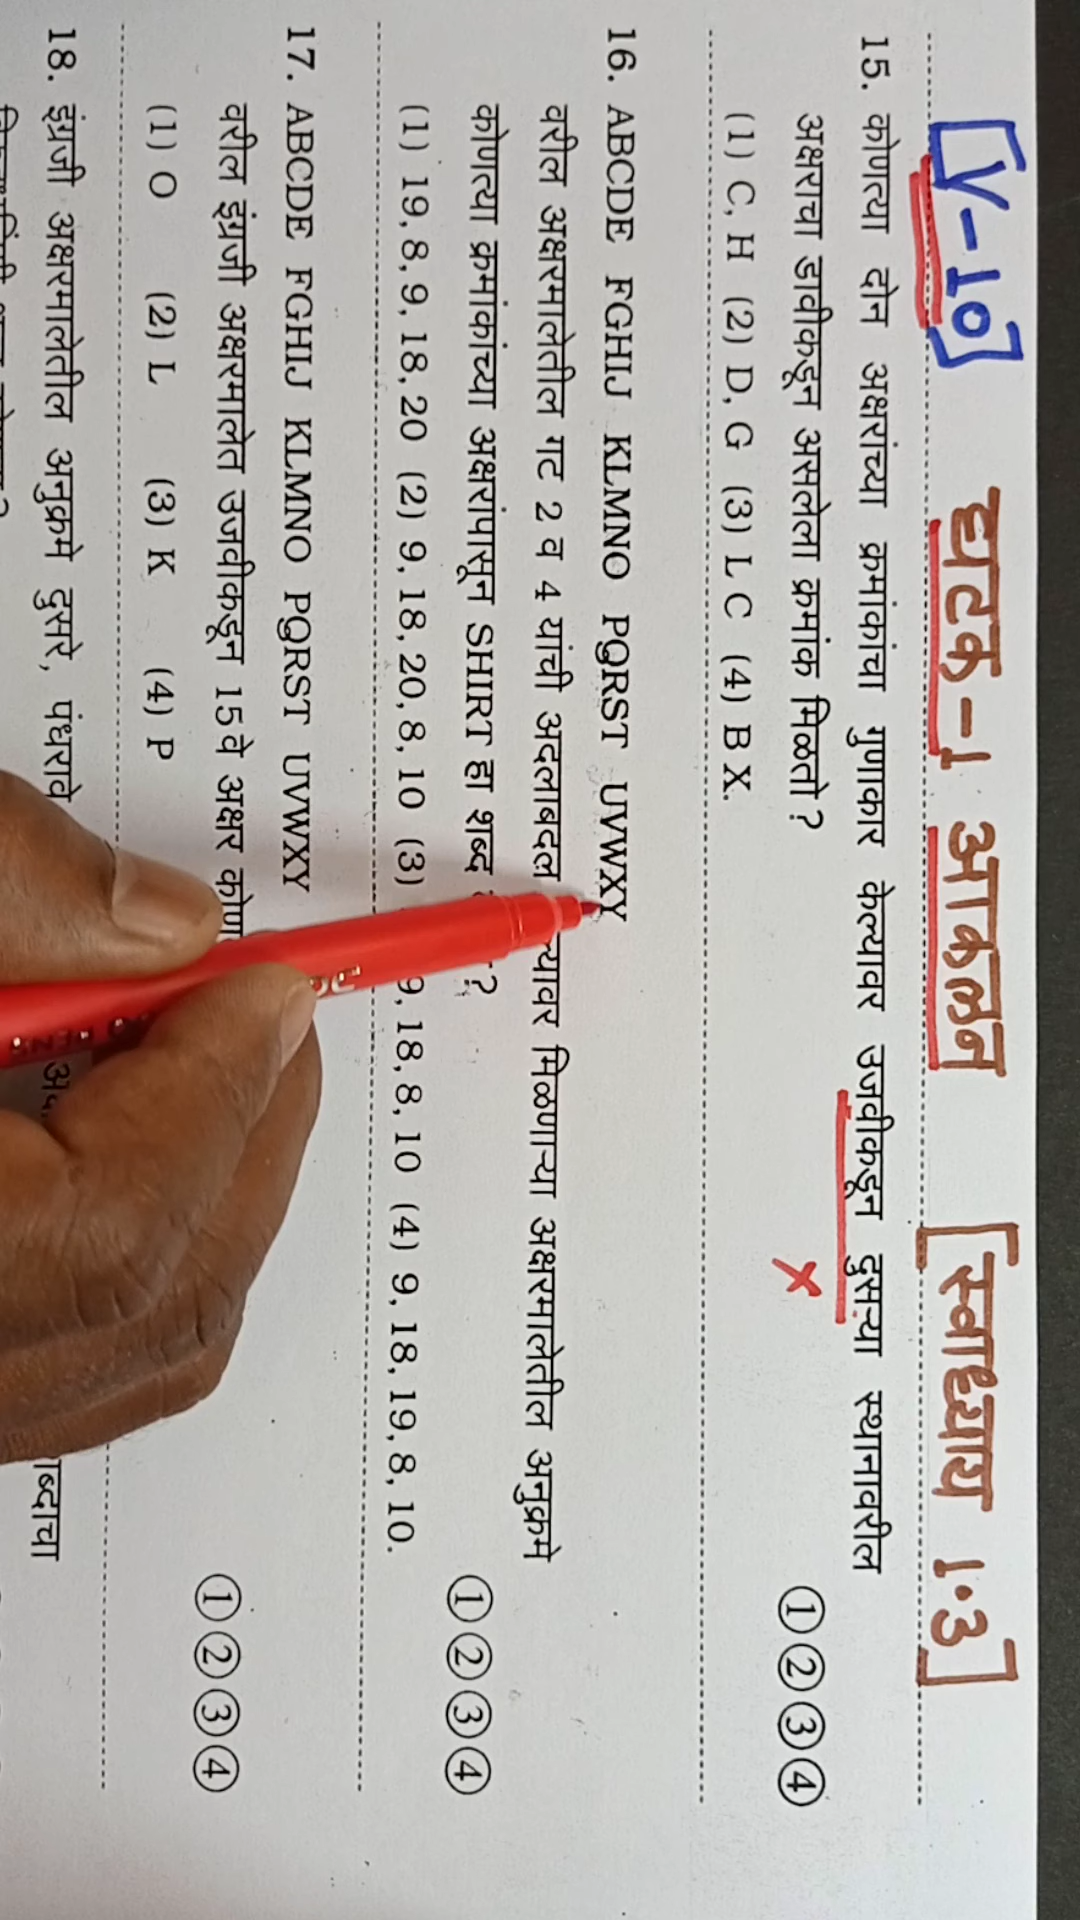 [V-10] घटक-1 आकलन [स्वाध्याय 1.3]
15. कोणत्या दोन अक्षरांच्या क्रमांकांचा गुणाकार केल्यावर उजवीकडून दुसऱ्या स्थानावरील
अक्षराचा डावीकडून असलेला क्रमांक मिळतो ? × ① ② ③ ④
(1) C, H (2) D, G (3) L C (4) B X.
16. ABCDE FGHIJ KLMNO PQRST UVWXY
वरील अक्षरमालेतील गट 2 व 4 यांची अदलाबदल मिळणाऱ्या अक्षरमालेतील अनुक्रमे
कोणत्या क्रमांकांच्या अक्षरांपासून SHIRT हा शब्द ? ① ② ③ ④
(1) 19, 8, 9, 18, 20 (2) 9, 18, 20, 8, 10 (3) 9, 18, 8, 10 (4) 9, 18, 19, 8, 10.
17. ABCDE FGHIJ KLMNO PQRST UVWXY
वरील इंग्रजी अक्षरमालेत उजवीकडून 15 वे अक्षर ① ② ③ ④
(1) O (2) L (3) K (4) P
18. इंग्रजी अक्षरमालेतील अनुक्रमे दुसरे, पंधरावे